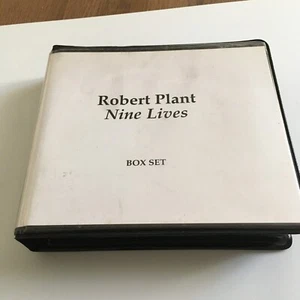 Robert Plant
Nine Lives
BOX SET